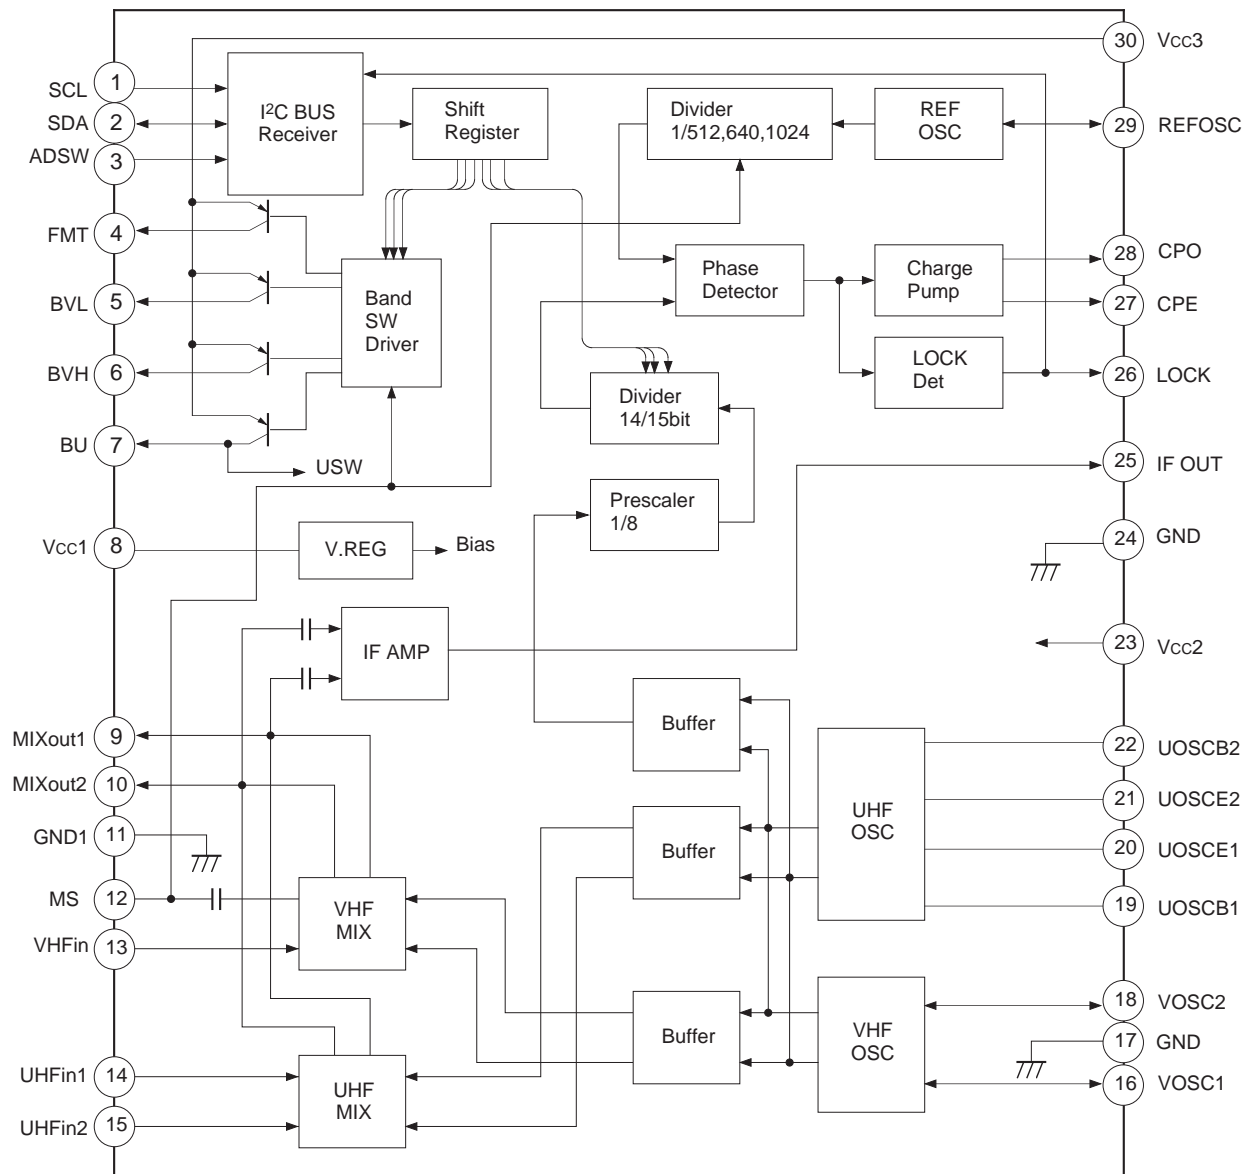 1
SCL
2
SDA
3
ADSW
4
FMT
5
BVL
6
BVH
7
BU
8
Vcc1
9
MIXout1
10
MIXout2
11
GND1
12
MS
13
VHFin
14
UHFin1
15
UHFin2
I²C BUS
Receiver
Shift
Register
Divider
1/512,640,1024
REF
OSC
Band
SW
Driver
Phase
Detector
Charge
Pump
LOCK
Det
Divider
14/15bit
USW
Prescaler
1/8
V.REG
Bias
IF AMP
Buffer
Buffer
UHF
OSC
VHF
MIX
Buffer
VHF
OSC
UHF
MIX
30
Vcc3
29
REFOSC
28
CPO
27
CPE
26
LOCK
25
IF OUT
24
GND
23
Vcc2
22
UOSCB2
21
UOSCE2
20
UOSCE1
19
UOSCB1
18
VOSC2
17
GND
16
VOSC1